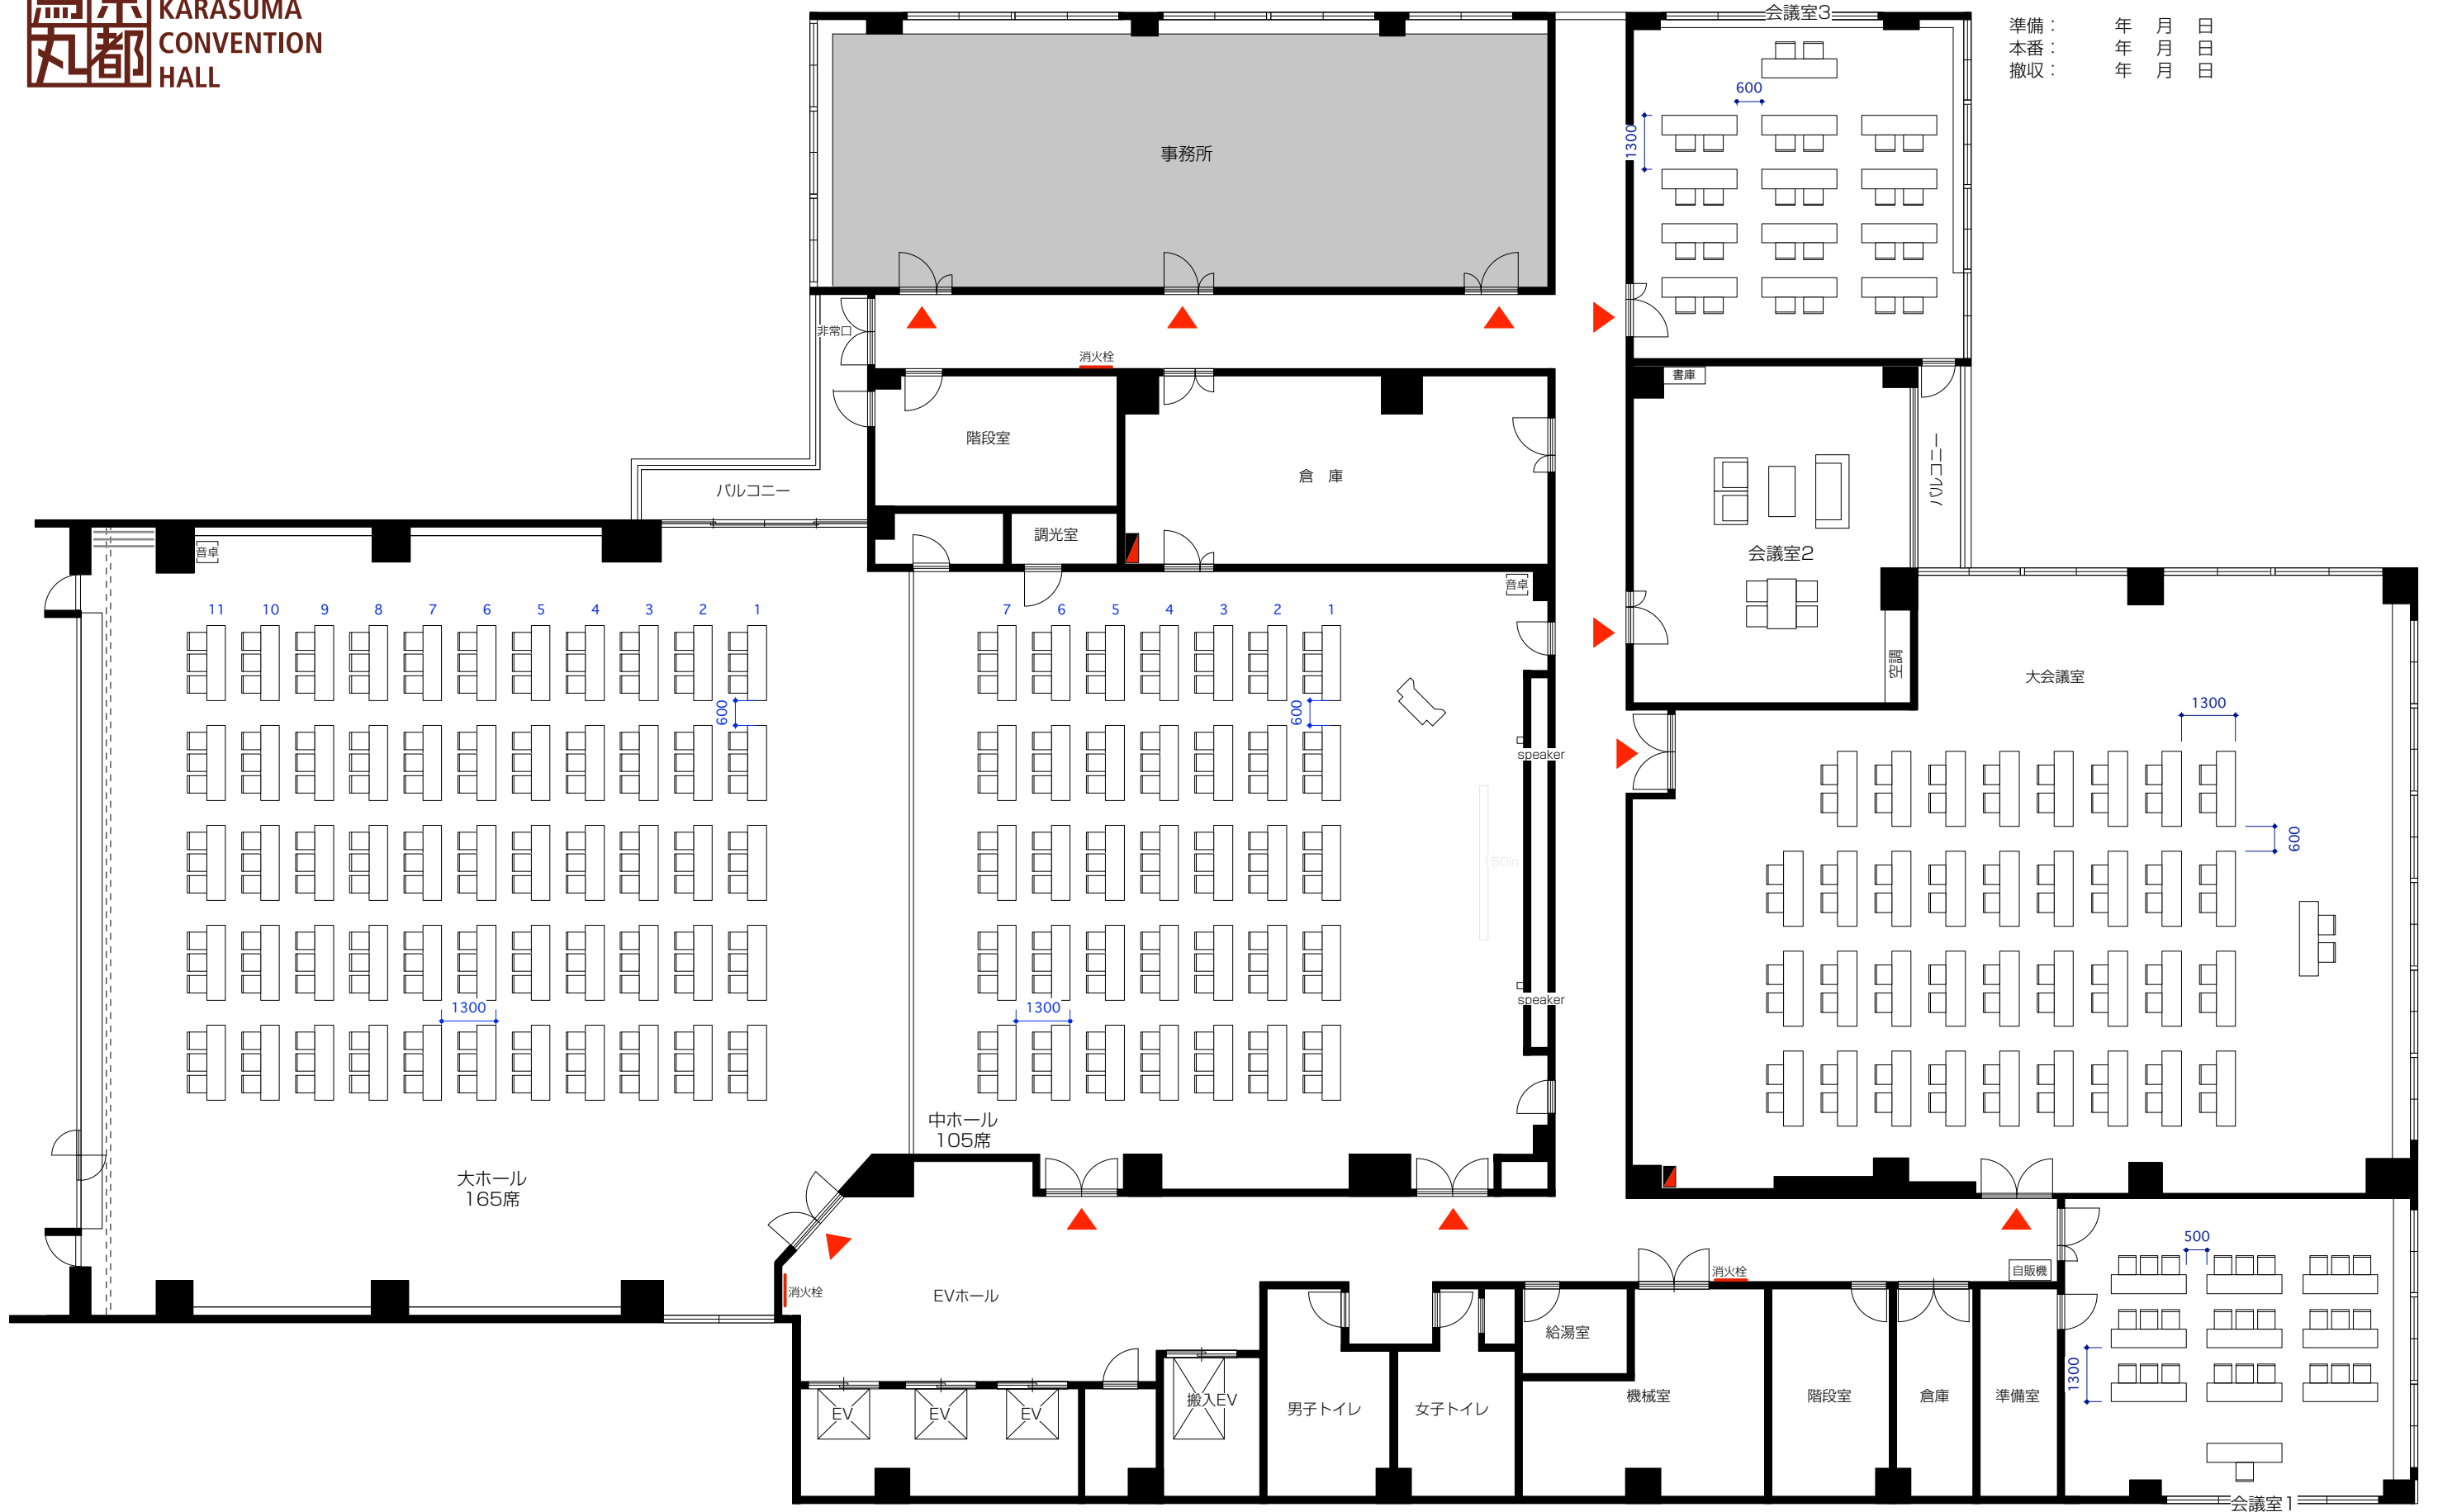 KARASUMA
CONVENTION
HALL
京
烏
丸
都
準備： 年 月 日
本番： 年 月 日
撤収： 年 月 日
会議室3
600
1300
事務所
非常口
消火栓
書庫
階段室
倉 庫
バルコニー
バルコニー
調光室
音卓
音卓
会議室2
空調
大会議室
1300
600
11 10 9 8 7 6 5 4 3 2 1
7 6 5 4 3 2 1
600
600
speaker
150in
speaker
1300
1300
中ホール
105席
大ホール
165席
消火栓
EVホール
消火栓
自販機
500
1300
給湯室
EV
EV
EV
搬入EV
男子トイレ
女子トイレ
機械室
階段室
倉庫
準備室
会議室1